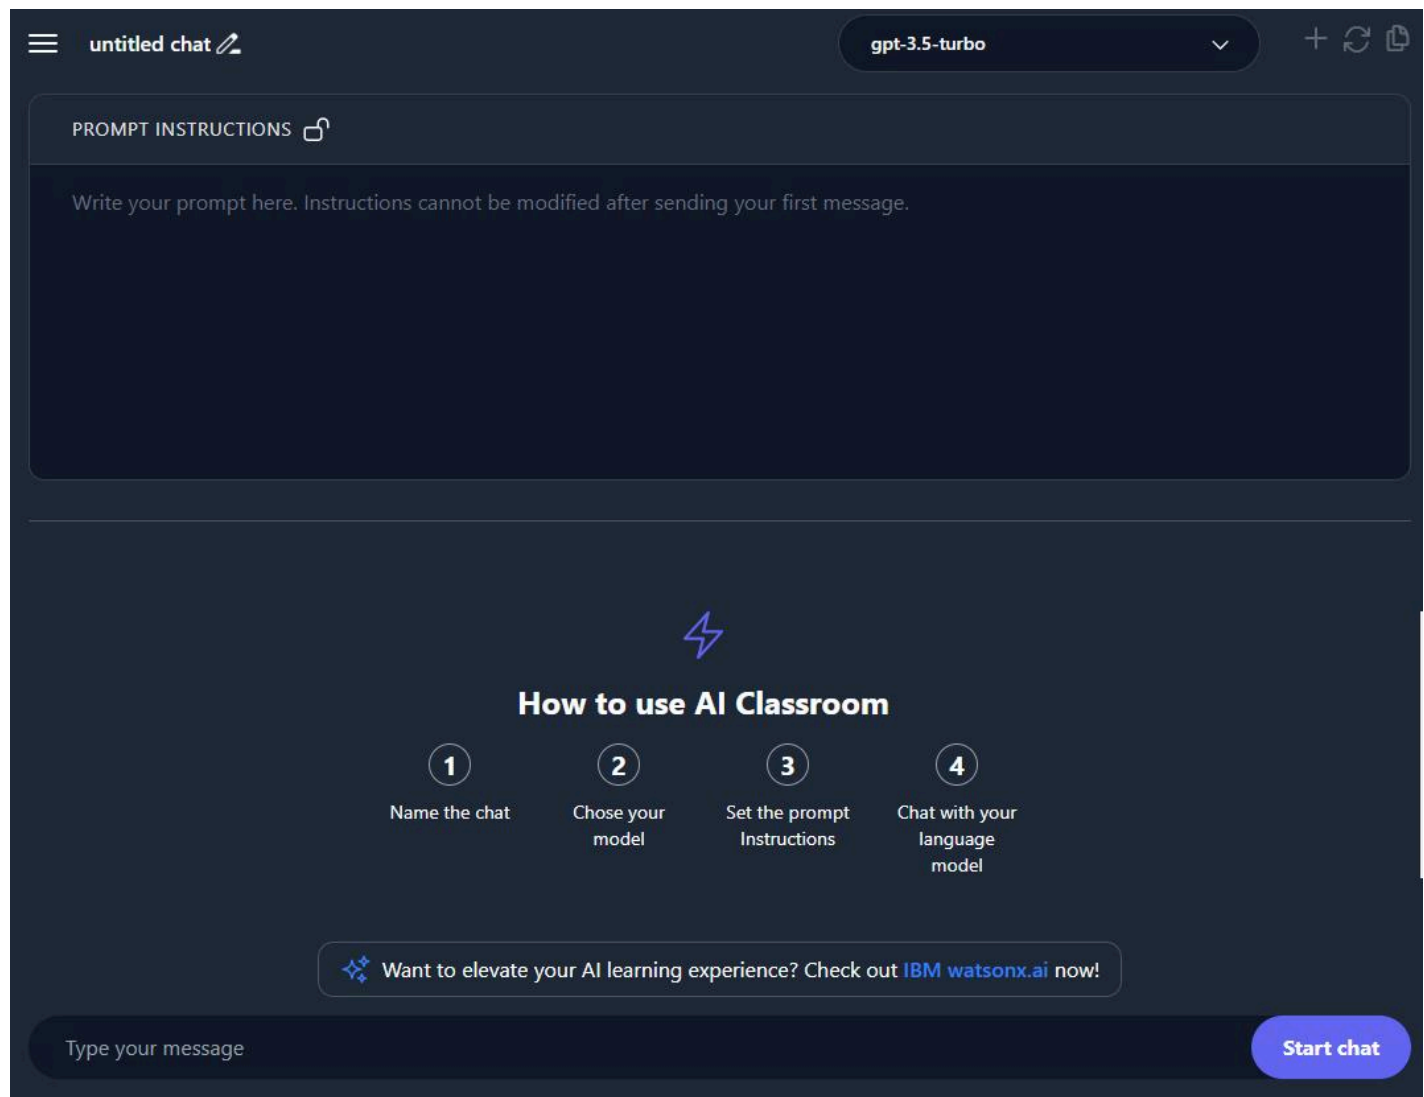 untitled chat
gpt-3.5-turbo
PROMPT INSTRUCTIONS
Write your prompt here. Instructions cannot be modified after sending your first message.
How to use AI Classroom
1
Name the chat
2
Chose your
model
3
Set the prompt
Instructions
4
Chat with your
language
model
Want to elevate your AI learning experience? Check out IBM watsonx.ai now!
Type your message
Start chat